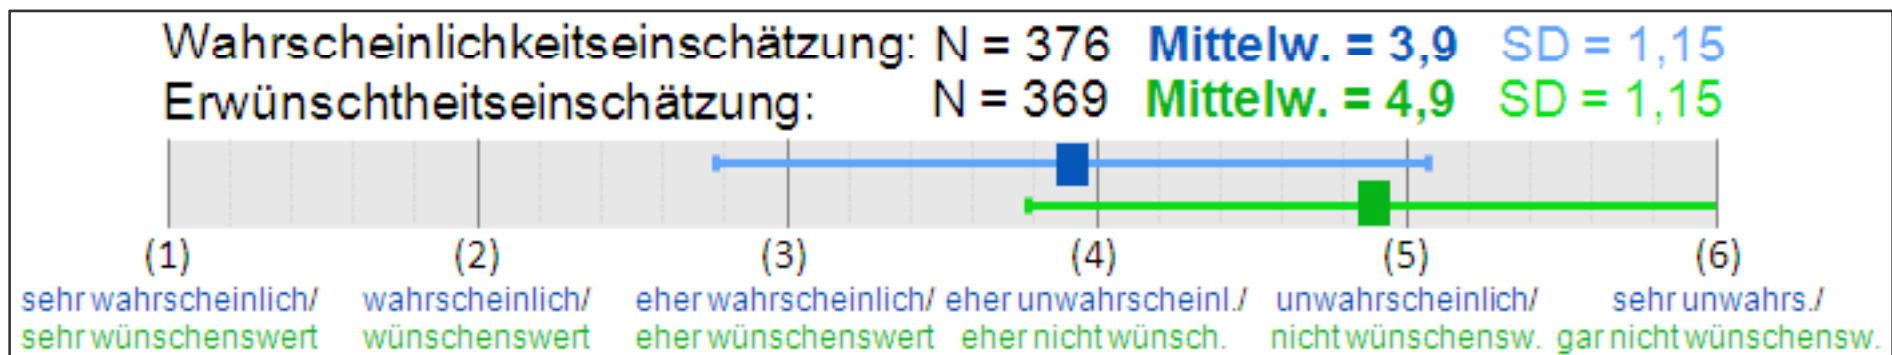 Wahrscheinlichkeitseinschätzung: N = 376 Mittelw. = 3,9 SD = 1,15
Erwünschtheitseinschätzung: N = 369 Mittelw. = 4,9 SD = 1,15
(1) (2) (3) (4) (5) (6)
sehr wahrscheinlich/ wahrscheinlich/ eher wahrscheinlich/ eher unwahrscheinl./ unwahrscheinlich/ sehr unwahrs./
sehr wünschenswert wünschenswert eher wünschenswert eher nicht wünsch. nicht wünschensw. gar nicht wünschensw.